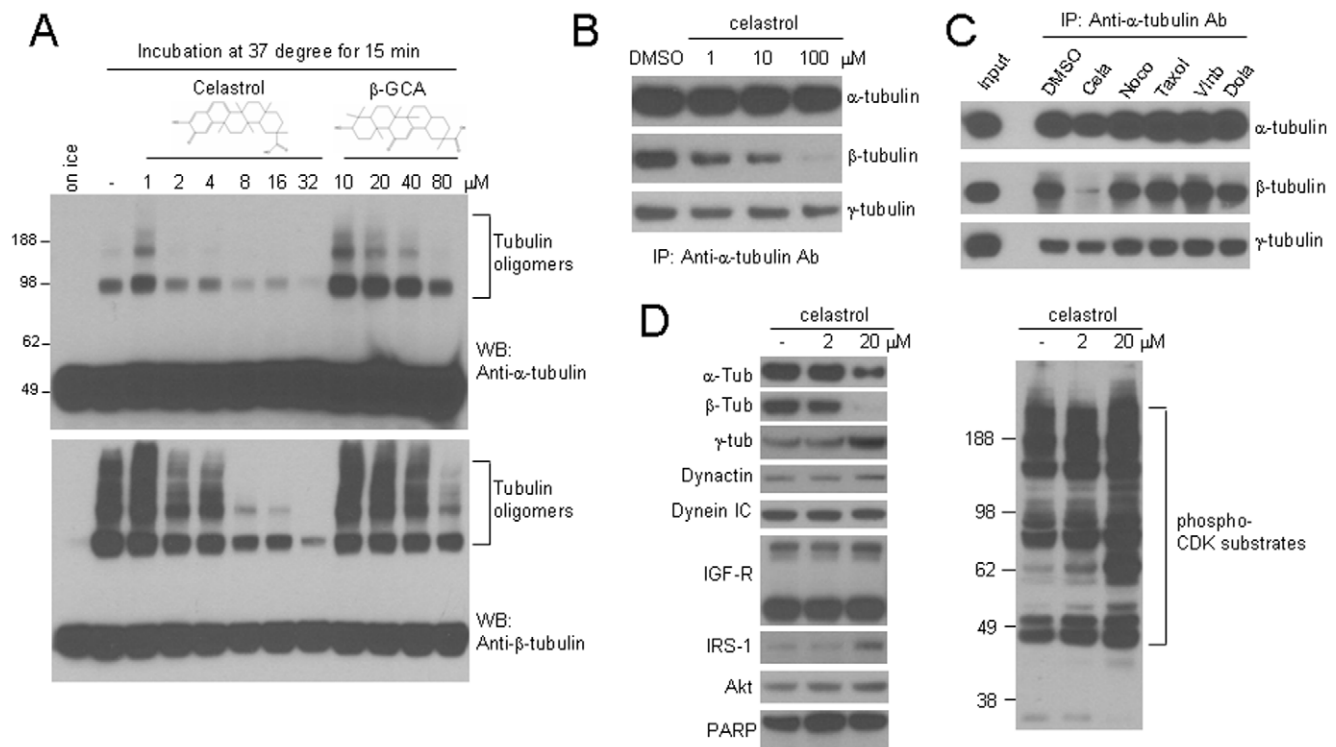 A
Incubation at 37 degree for 15 min
Celastrol
β-GCA
on ice
- 1 2 4 8 16 32 μM 10 20 40 80 μM
188
98
62
49
Tubulin
oligomers
WB:
Anti-α-tubulin
Tubulin
oligomers
WB:
Anti-β-tubulin
B
celastrol
DMSO 1 10 100 μM
α-tubulin
β-tubulin
γ-tubulin
IP: Anti-α-tubulin Ab
C
IP: Anti-α-tubulin Ab
Input DMSO Cela Noco Taxol Vinb Dola
α-tubulin
β-tubulin
γ-tubulin
D
celastrol
- 2 20 μM
α-Tub
β-Tub
γ-tub
Dynactin
Dynein IC
IGF-R
IRS-1
Akt
PARP
celastrol
- 2 20 μM
188
98
62
49
38
phospho-
CDK substrates